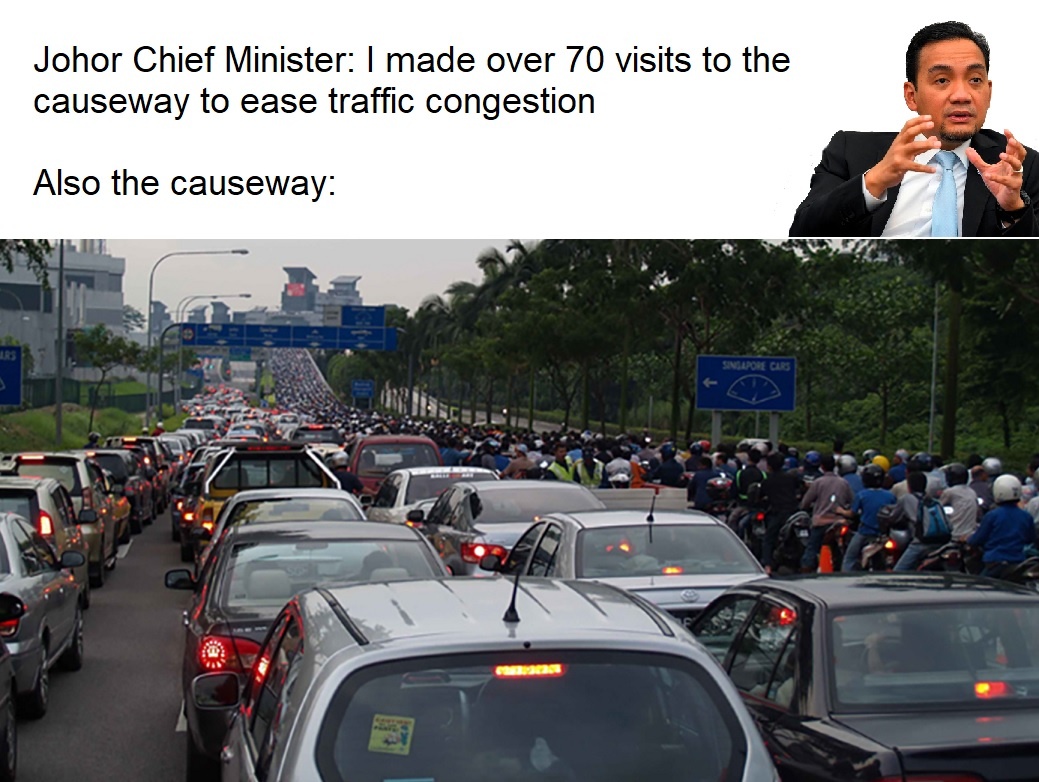 Johor Chief Minister: I made over 70 visits to the
causeway to ease traffic congestion
Also the causeway:
SINGAPORE CARS
ARS